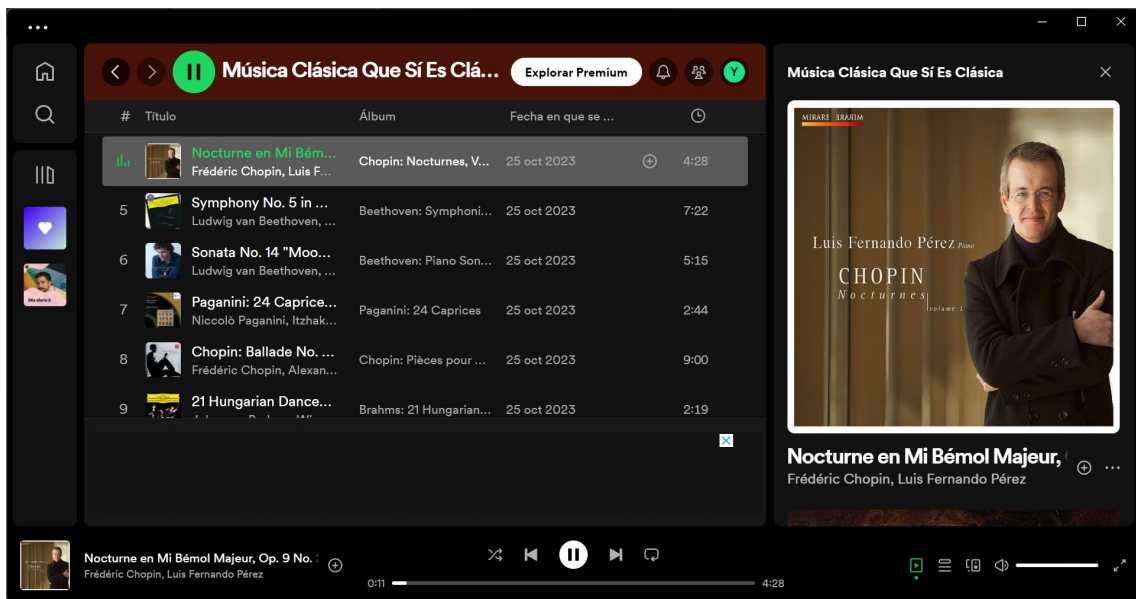 Música Clásica Que Sí Es Clá...
Explorar Premium
Y
# Título Álbum Fecha en que se ...
Nocturne en Mi Bém...
Frédéric Chopin, Luis F...
Chopin: Nocturnes, V... 25 oct 2023 4:28
5
Symphony No. 5 in ...
Ludwig van Beethoven, ...
Beethoven: Symphoni... 25 oct 2023 7:22
6
Sonata No. 14 "Moo...
Ludwig van Beethoven, ...
Beethoven: Piano Son... 25 oct 2023 5:15
7
Paganini: 24 Caprice...
Niccolò Paganini, Itzhak...
Paganini: 24 Caprices 25 oct 2023 2:44
8
Chopin: Ballade No. ...
Frédéric Chopin, Alexan...
Chopin: Pièces pour ... 25 oct 2023 9:00
9
21 Hungarian Dance...
Brahms: 21 Hungarian... 25 oct 2023 2:19
Mix diario 2
Música Clásica Que Sí Es Clásica
MIRARE
Luis Fernando Pérez Piano
CHOPIN
Nocturnes
volume 1
Nocturne en Mi Bémol Majeur,
Frédéric Chopin, Luis Fernando Pérez
Nocturne en Mi Bémol Majeur, Op. 9 No.
Frédéric Chopin, Luis Fernando Pérez
0:11 4:28